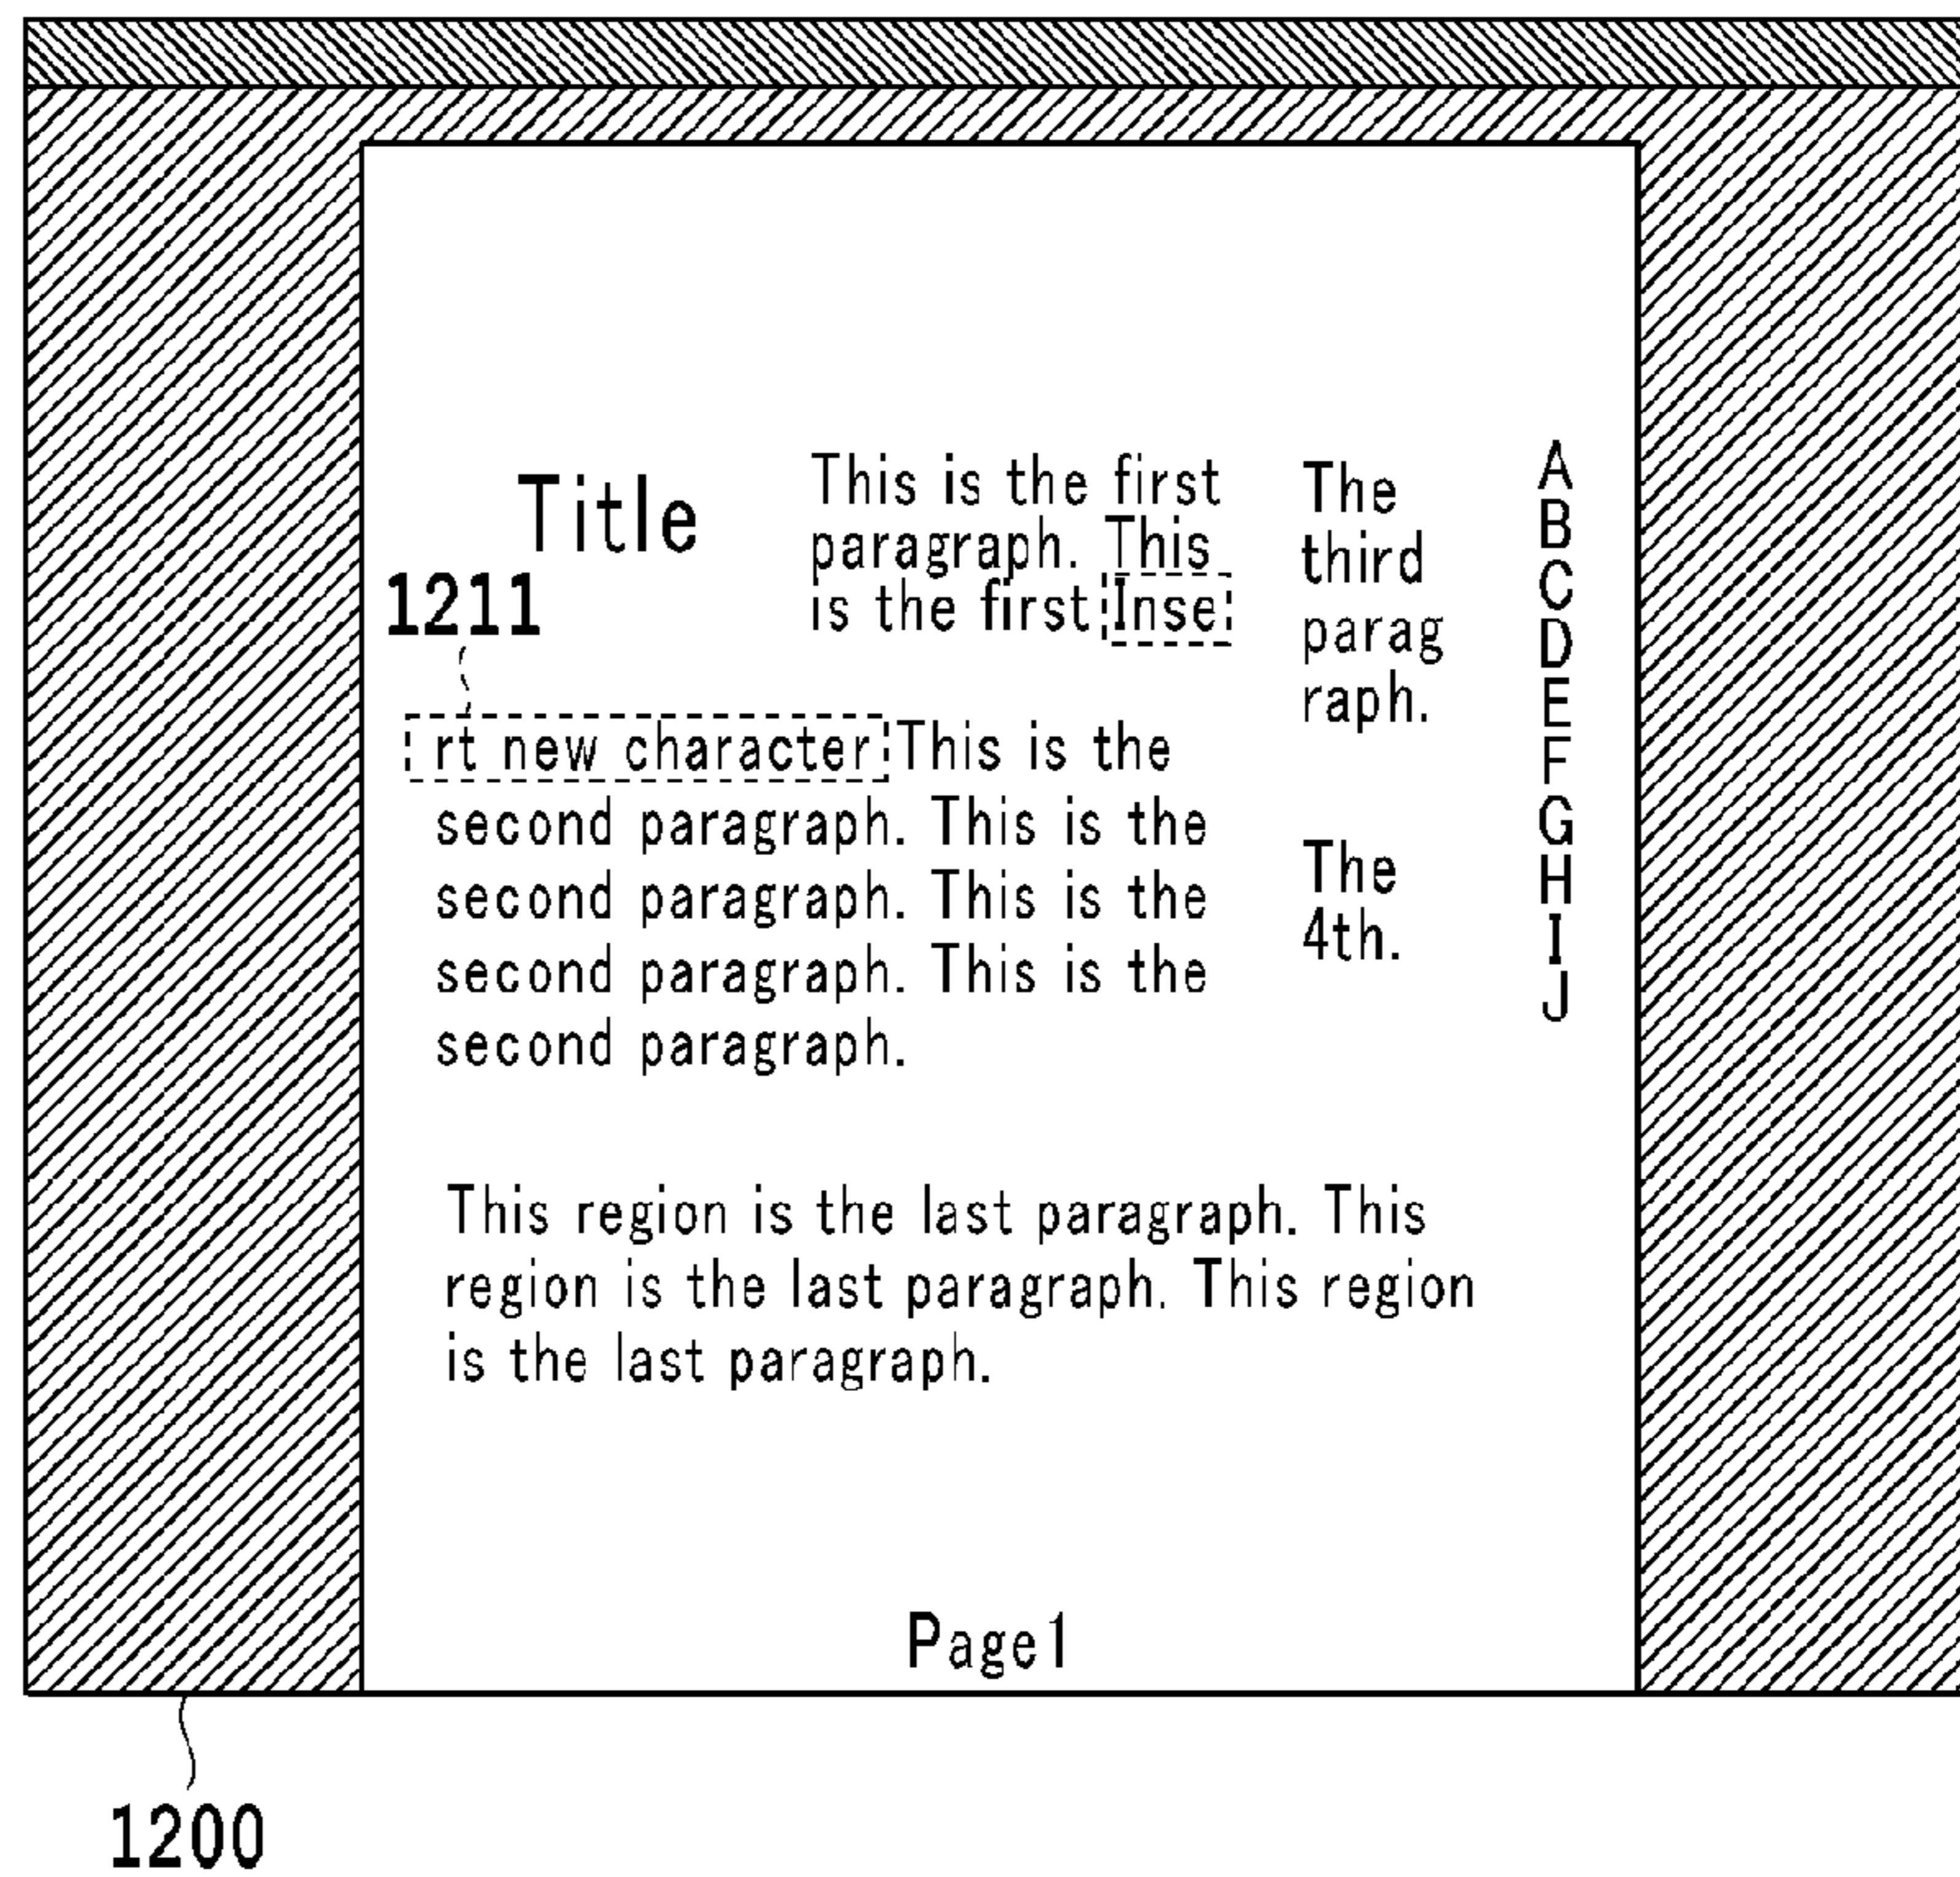 Title
1211
This is the first
paragraph. This
is the first Inse
rt new character This is the
second paragraph. This is the
second paragraph. This is the
second paragraph. This is the
second paragraph.
The
third
parag
raph.
The
4th.
A
B
C
D
E
F
G
H
I
J
This region is the last paragraph. This
region is the last paragraph. This region
is the last paragraph.
Page1
1200